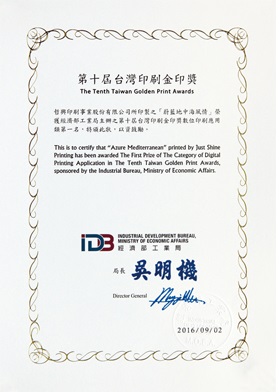 第十屆台灣印刷金印獎
The Tenth Taiwan Golden Print Awards
哲興印刷事業股份有限公司所印製之「蔚藍地中海風情」榮
獲經濟部工業局主辦之第十屆台灣印刷金印獎數位印刷應用
類第一名，特頒此狀，以資鼓勵。
This is to certify that "Azure Mediterranean" printed by Just Shine
Printing has been awarded The First Prize of The Category of Digital
Printing Application in The Tenth Taiwan Golden Print Awards,
sponsored by the Industrial Bureau, Ministry of Economic Affairs.
IDB
INDUSTRIAL DEVELOPMENT BUREAU,
MINISTRY OF ECONOMIC AFFAIRS
經濟部工業局
局長 吳明機
Director General
2016/09/02